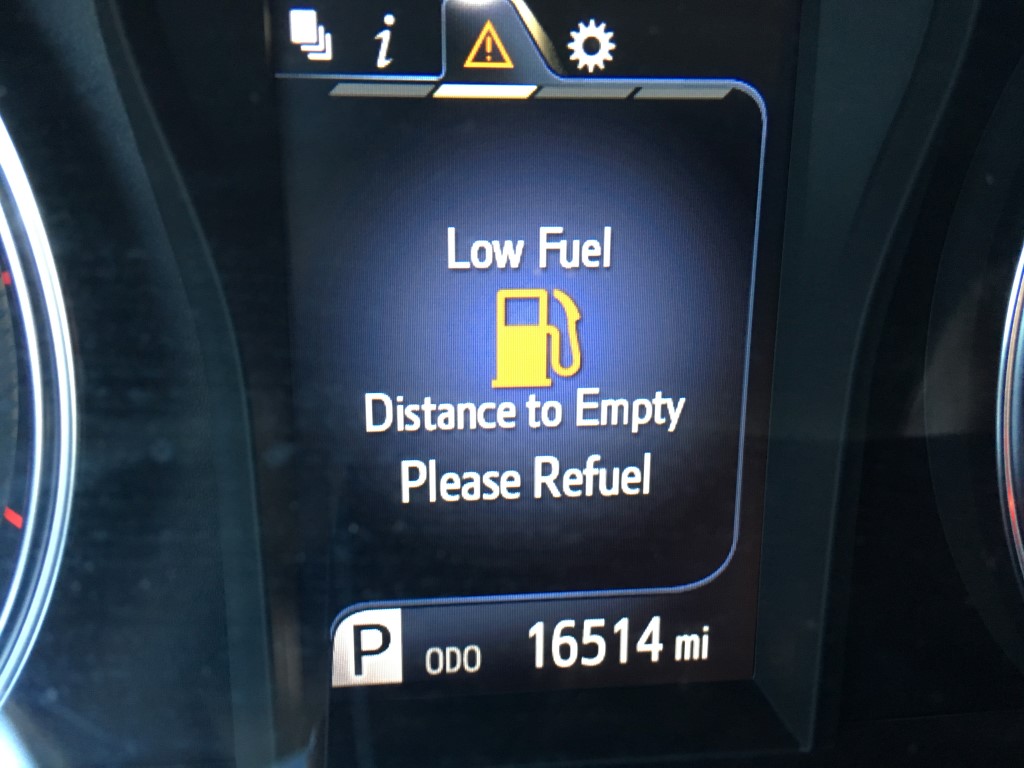 i
Low Fuel
Distance to Empty
Please Refuel
P ODO 16514 mi